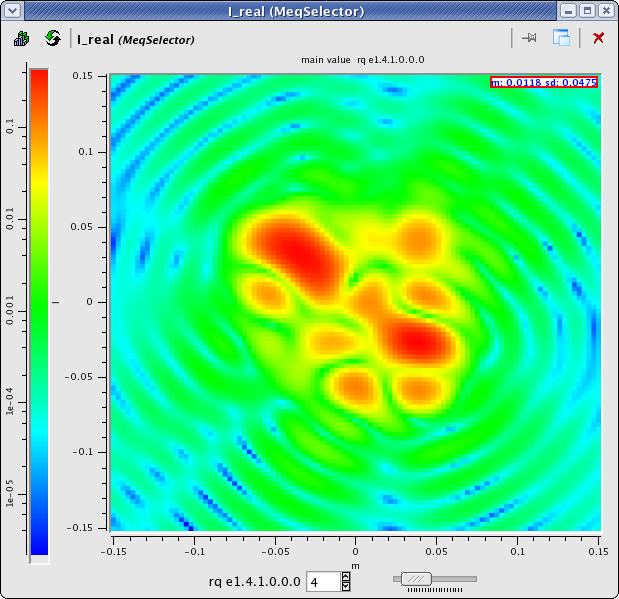 I_real (MeqSelector)
I_real (MeqSelector)
main value rq e1.4.1.0.0.0
m: 0.0118 sd: 0.0475
0.15
0.1
0.05
0
-0.05
-0.1
-0.15
0.1
0.01
0.001
1e-04
1e-05
-0.15
-0.1
-0.05
0
0.05
0.1
0.15
m
rq e1.4.1.0.0.0 4